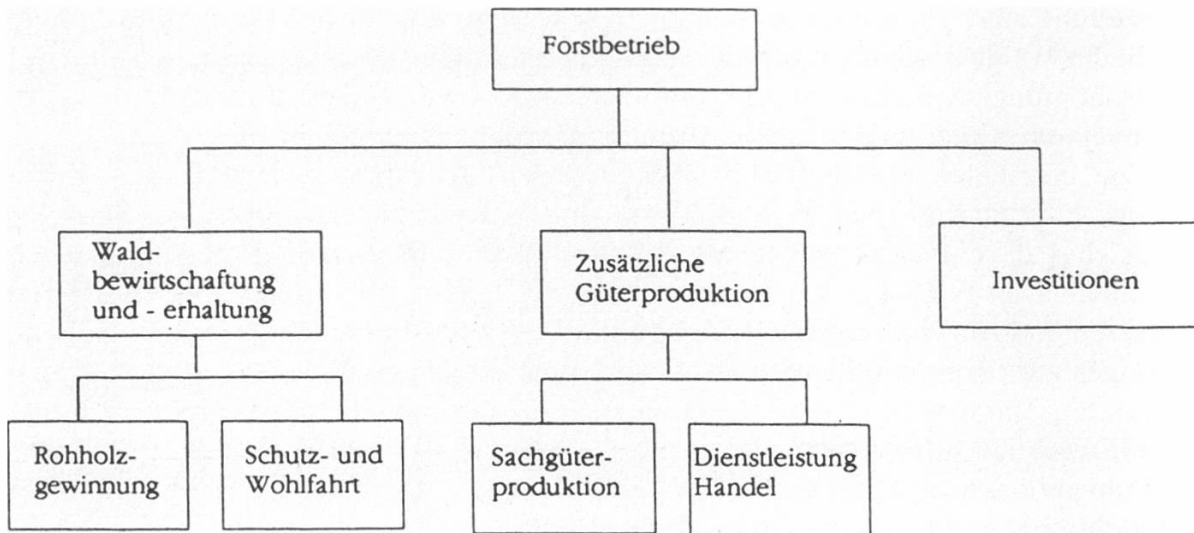 Forstbetrieb
Wald-
bewirtschaftung
und - erhaltung
Zusätzliche
Güterproduktion
Investitionen
Rohholz-
gewinnung
Schutz- und
Wohlfahrt
Sachgüter-
produktion
Dienstleistung
Handel